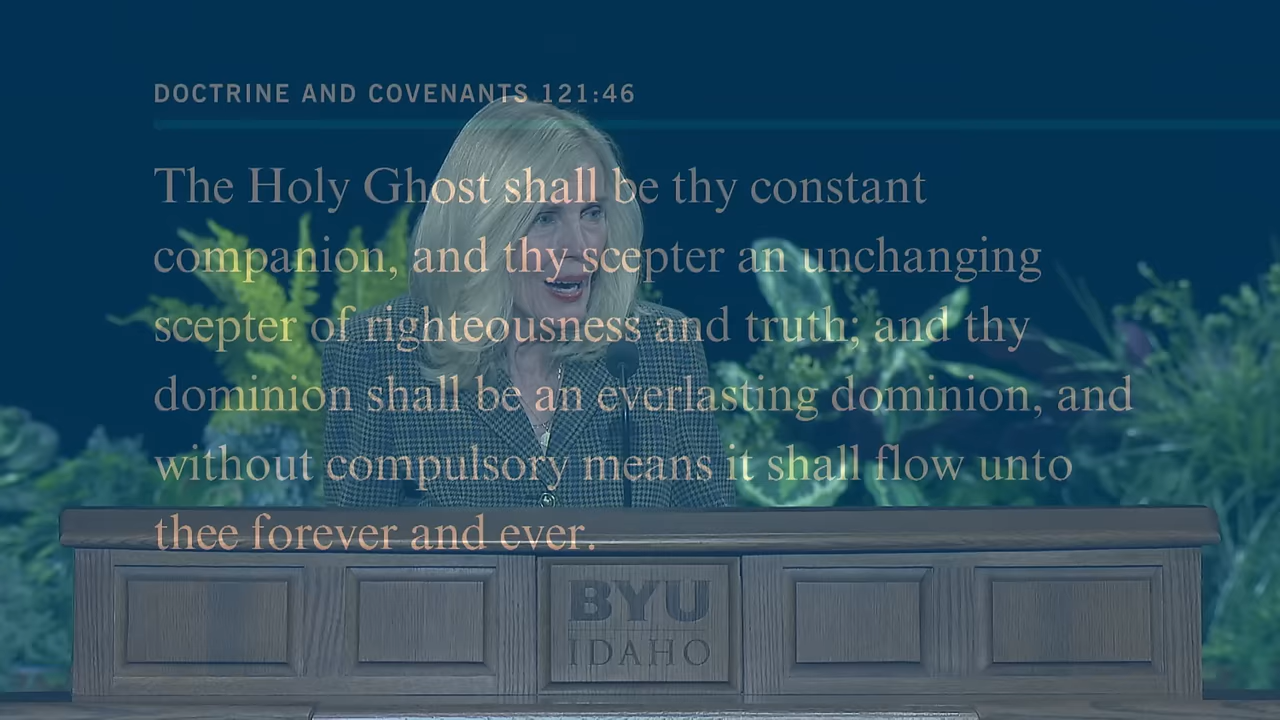 DOCTRINE AND COVENANTS 121:46
The Holy Ghost shall be thy constant
companion, and thy scepter an unchanging
scepter of righteousness and truth; and thy
dominion shall be an everlasting dominion, and
without compulsory means it shall flow unto
thee forever and ever.
BYU
IDAHO